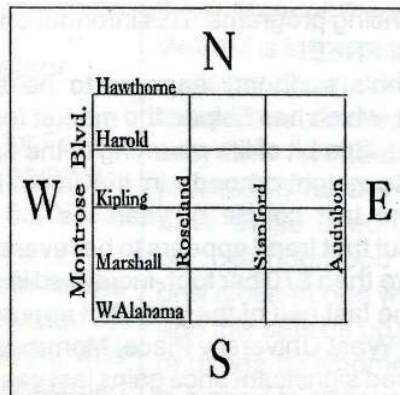 N
Hawthorne
Harold
W
Kipling
E
Marshall
W.Alabama
Montrose Blvd.
Roseland
Stanford
Audubon
S